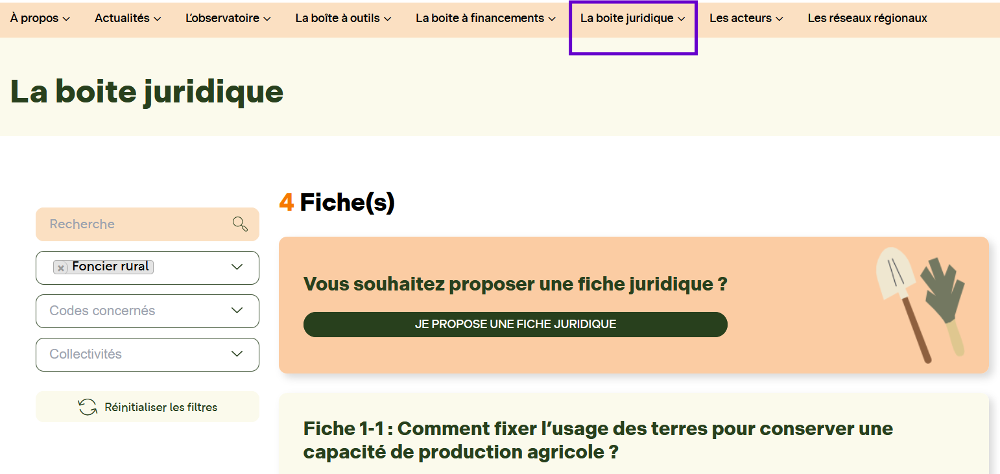 À propos
Actualités
L'observatoire
La boîte à outils
La boite à financements
La boite juridique
Les acteurs
Les réseaux régionaux
La boite juridique
Recherche
Foncier rural
Codes concernés
Collectivités
Réinitialiser les filtres
4 Fiche(s)
Vous souhaitez proposer une fiche juridique ?
JE PROPOSE UNE FICHE JURIDIQUE
Fiche 1-1 : Comment fixer l'usage des terres pour conserver une
capacité de production agricole ?